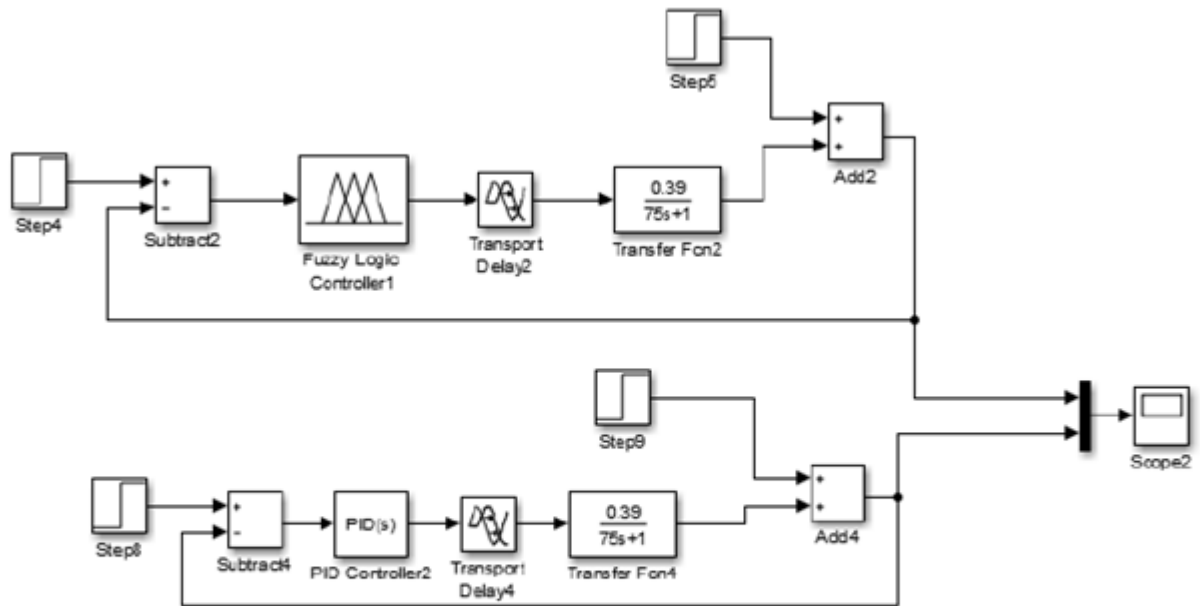 Step5
+
+
Add2
Step4
+
−
Subtract2
Fuzzy Logic
Controller1
Transport
Delay2
0.39
75s+1
Transfer Fcn2
Step9
+
+
Add4
Scope2
Step8
+
−
Subtract4
PID(s)
PID Controller2
Transport
Delay4
0.39
75s+1
Transfer Fcn4